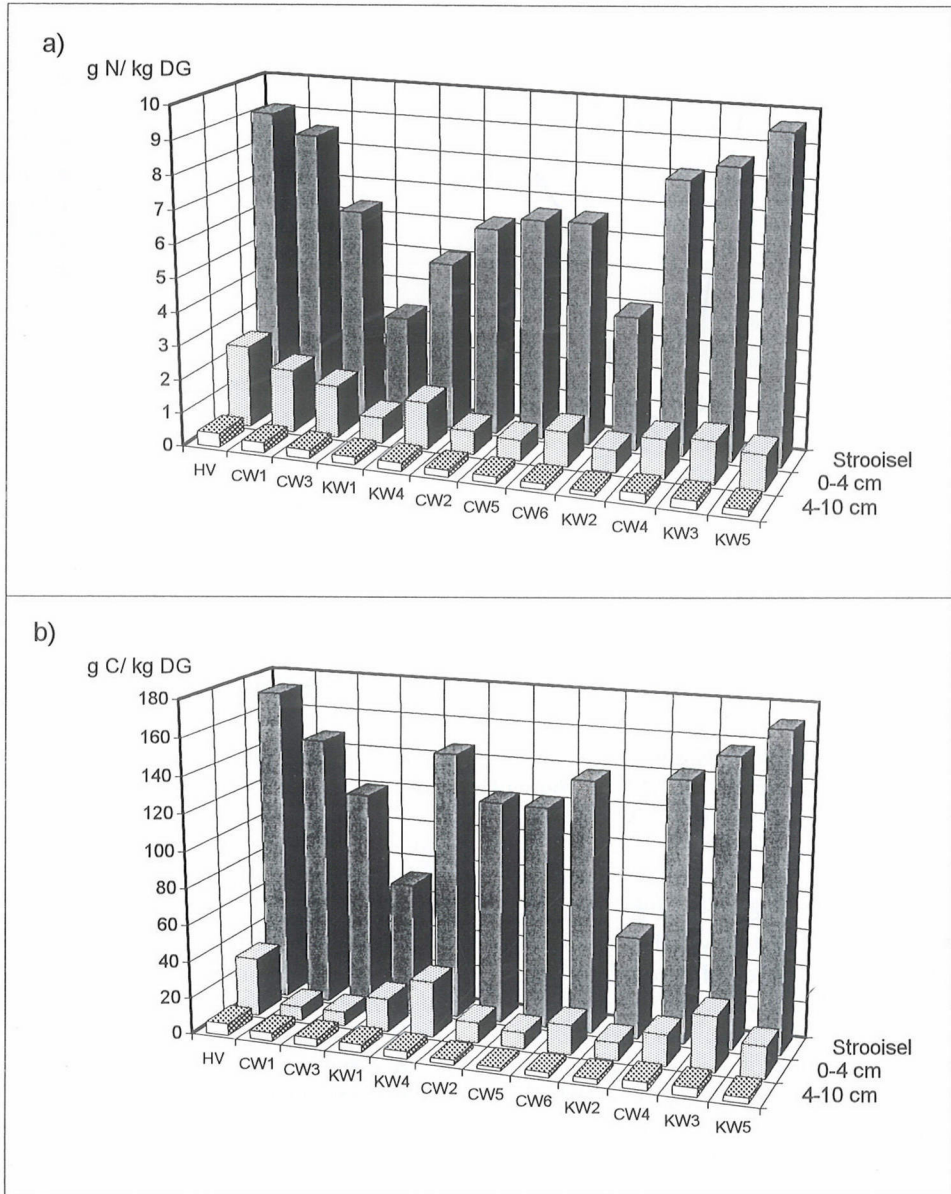 a)
g N/ kg DG
10
9
8
7
6
5
4
3
2
1
0
HV CW1 CW3 KW1 KW4 CW2 CW5 CW6 KW2 CW4 KW3 KW5
Strooisel
0-4 cm
4-10 cm
b)
g C/ kg DG
180
160
140
120
100
80
60
40
20
0
HV CW1 CW3 KW1 KW4 CW2 CW5 CW6 KW2 CW4 KW3 KW5
Strooisel
0-4 cm
4-10 cm